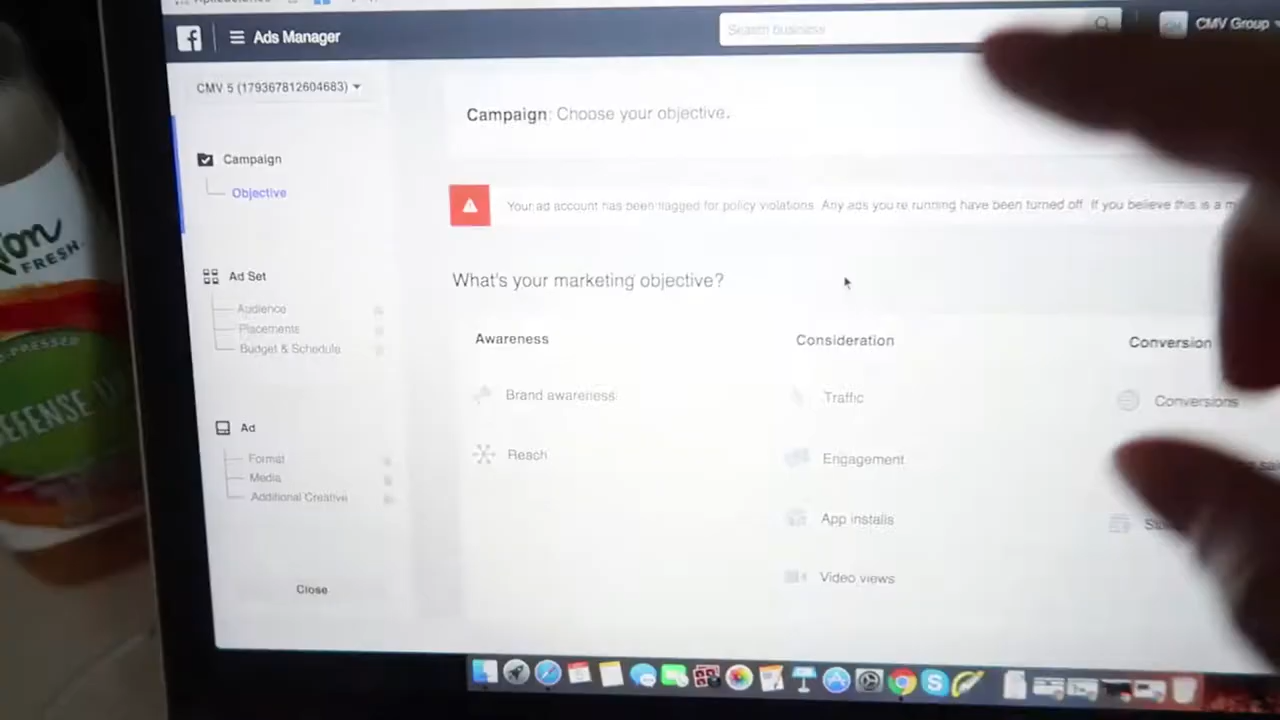 Ads Manager
Search business
CMV Group
CMV 5 (179367812604683)
Campaign: Choose your objective.
Campaign
Objective
Your ad account has been flagged for policy violations. Any ads you're running have been turned off. If you believe this is a m
What's your marketing objective?
Ad Set
Audience
Placements
Budget & Schedule
Awareness
Consideration
Conversion
Brand awareness
Traffic
Conversions
Reach
Engagement
App installs
Video views
Ad
Format
Media
Additional Creative
Close
FRESH